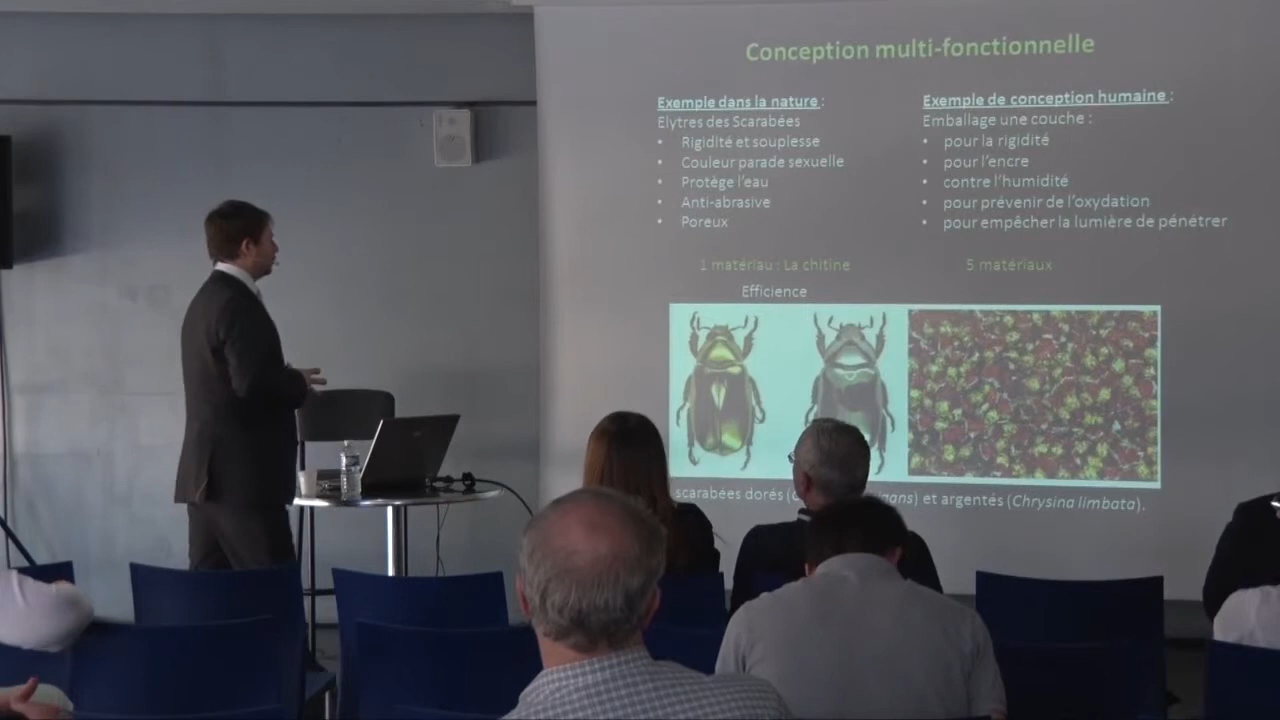 Conception multi-fonctionnelle
Exemple dans la nature :
Elytres des Scarabées
• Rigidité et souplesse
• Couleur parade sexuelle
• Protège l'eau
• Anti-abrasive
• Poreux
1 matériau : La chitine
Efficience
Exemple de conception humaine :
Emballage une couche :
• pour la rigidité
• pour l'encre
• contre l'humidité
• pour prévenir de l'oxydation
• pour empêcher la lumière de pénétrer
5 matériaux
scarabées dorés ( ) et argentés (Chrysina limbata).